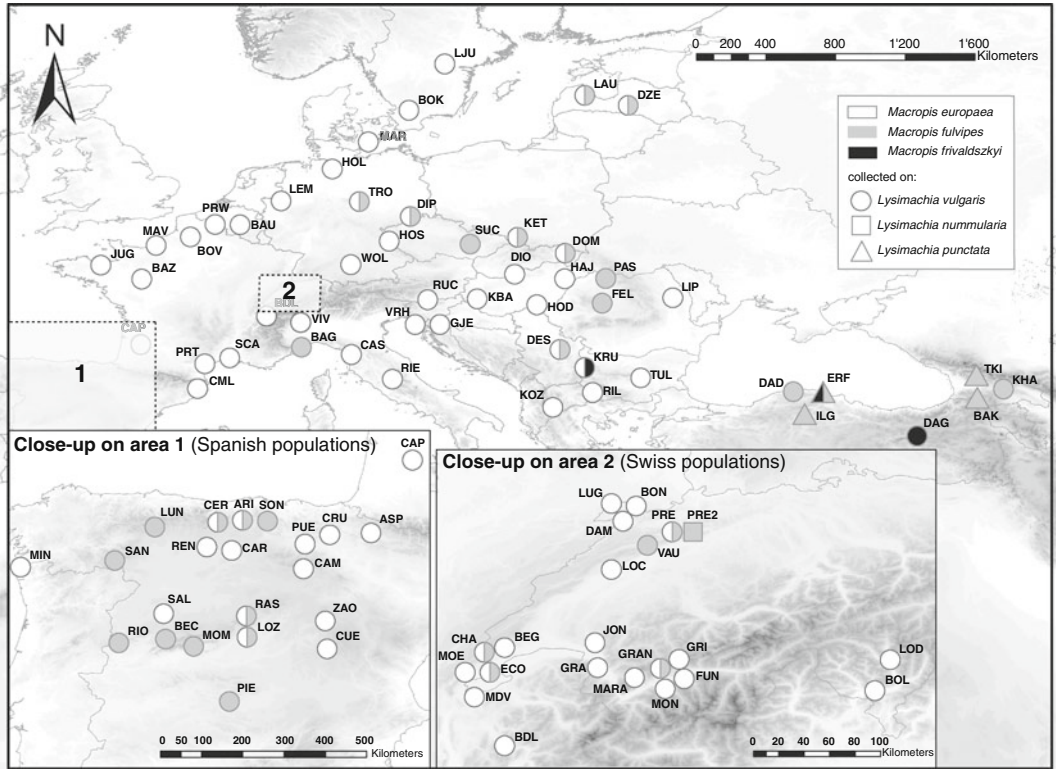 N
0 200 400 800 1'200 1'600
Kilometers
Macropis europaea
Macropis fulvipes
Macropis frivaldszkyi
collected on:
Lysimachia vulgaris
Lysimachia nummularia
Lysimachia punctata
LJU
BOK
LAU
DZE
MAR
HOL
LEM
TRO
DIP
PRW
BAU
MAV
BOV
HOS
SUC
KET
JUG
BAZ
WOL
DIO
DOM
HAJ
PAS
2
BDL
RUC
KBA
HOD
FEL
LIP
CAP
VIV
VRH
GJE
BAG
DES
1
PRT
SCA
CAS
KRU
CML
RIE
TUL
KOZ
RIL
DAD
ERF
TKI
KHA
ILG
DAG
BAK
Close-up on area 1 (Spanish populations)
CAP
LUN
CER
ARI
SON
CRU
ASP
PUE
REN
CAR
SAN
MIN
CAM
SAL
RAS
ZAO
RIO
BEC
MOM
LOZ
CUE
PIE
0 50 100 200 300 400 500
Kilometers
Close-up on area 2 (Swiss populations)
LUG
BON
DAM
PRE
PRE2
VAU
LOC
CHA
BEG
JON
MOE
ECO
GRA
GRAN
GRI
LOD
MARA
FUN
MDV
MON
BOL
BDL
0 20 40 60 80 100
Kilometers